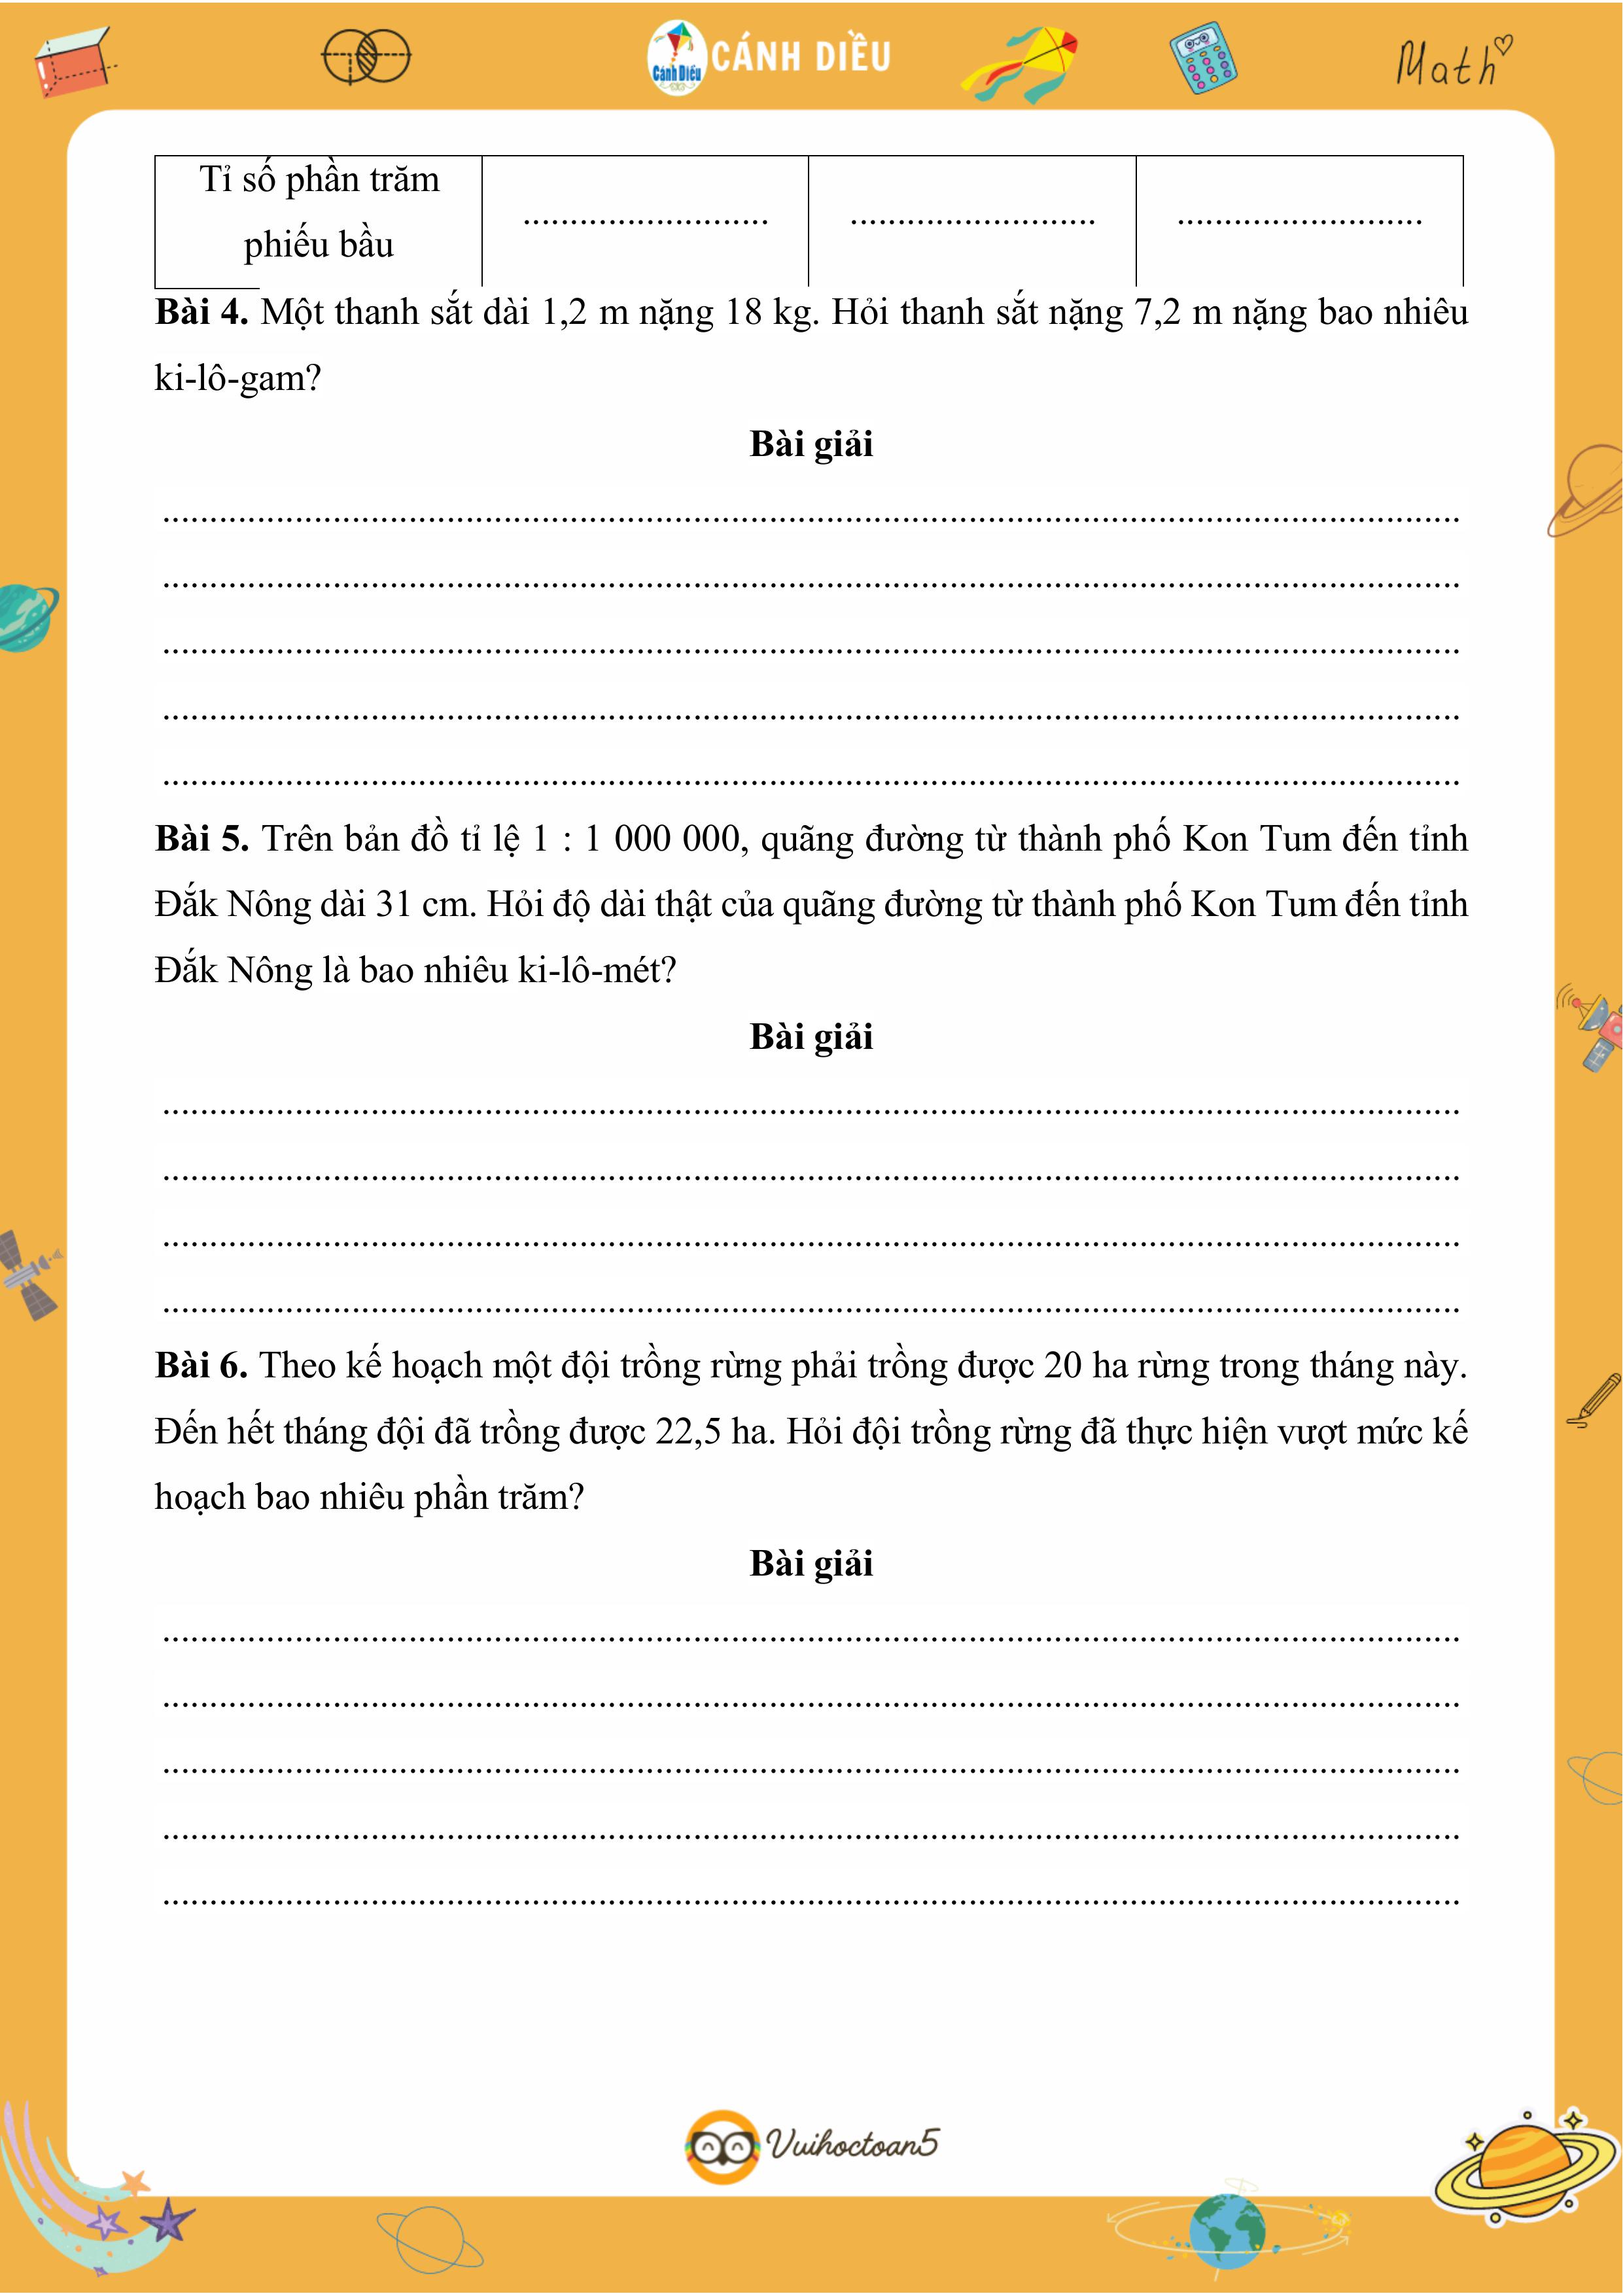 Cánh Diều CÁNH DIỀU Math
Tỉ số phần trăm
phiếu bầu
.......................... .......................... ..........................
Bài 4. Một thanh sắt dài 1,2 m nặng 18 kg. Hỏi thanh sắt nặng 7,2 m nặng bao nhiêu
ki-lô-gam?
Bài giải
Bài 5. Trên bản đồ tỉ lệ 1 : 1 000 000, quãng đường từ thành phố Kon Tum đến tỉnh
Đắk Nông dài 31 cm. Hỏi độ dài thật của quãng đường từ thành phố Kon Tum đến tỉnh
Đắk Nông là bao nhiêu ki-lô-mét?
Bài giải
Bài 6. Theo kế hoạch một đội trồng rừng phải trồng được 20 ha rừng trong tháng này.
Đến hết tháng đội đã trồng được 22,5 ha. Hỏi đội trồng rừng đã thực hiện vượt mức kế
hoạch bao nhiêu phần trăm?
Bài giải
Vuihoctoan5